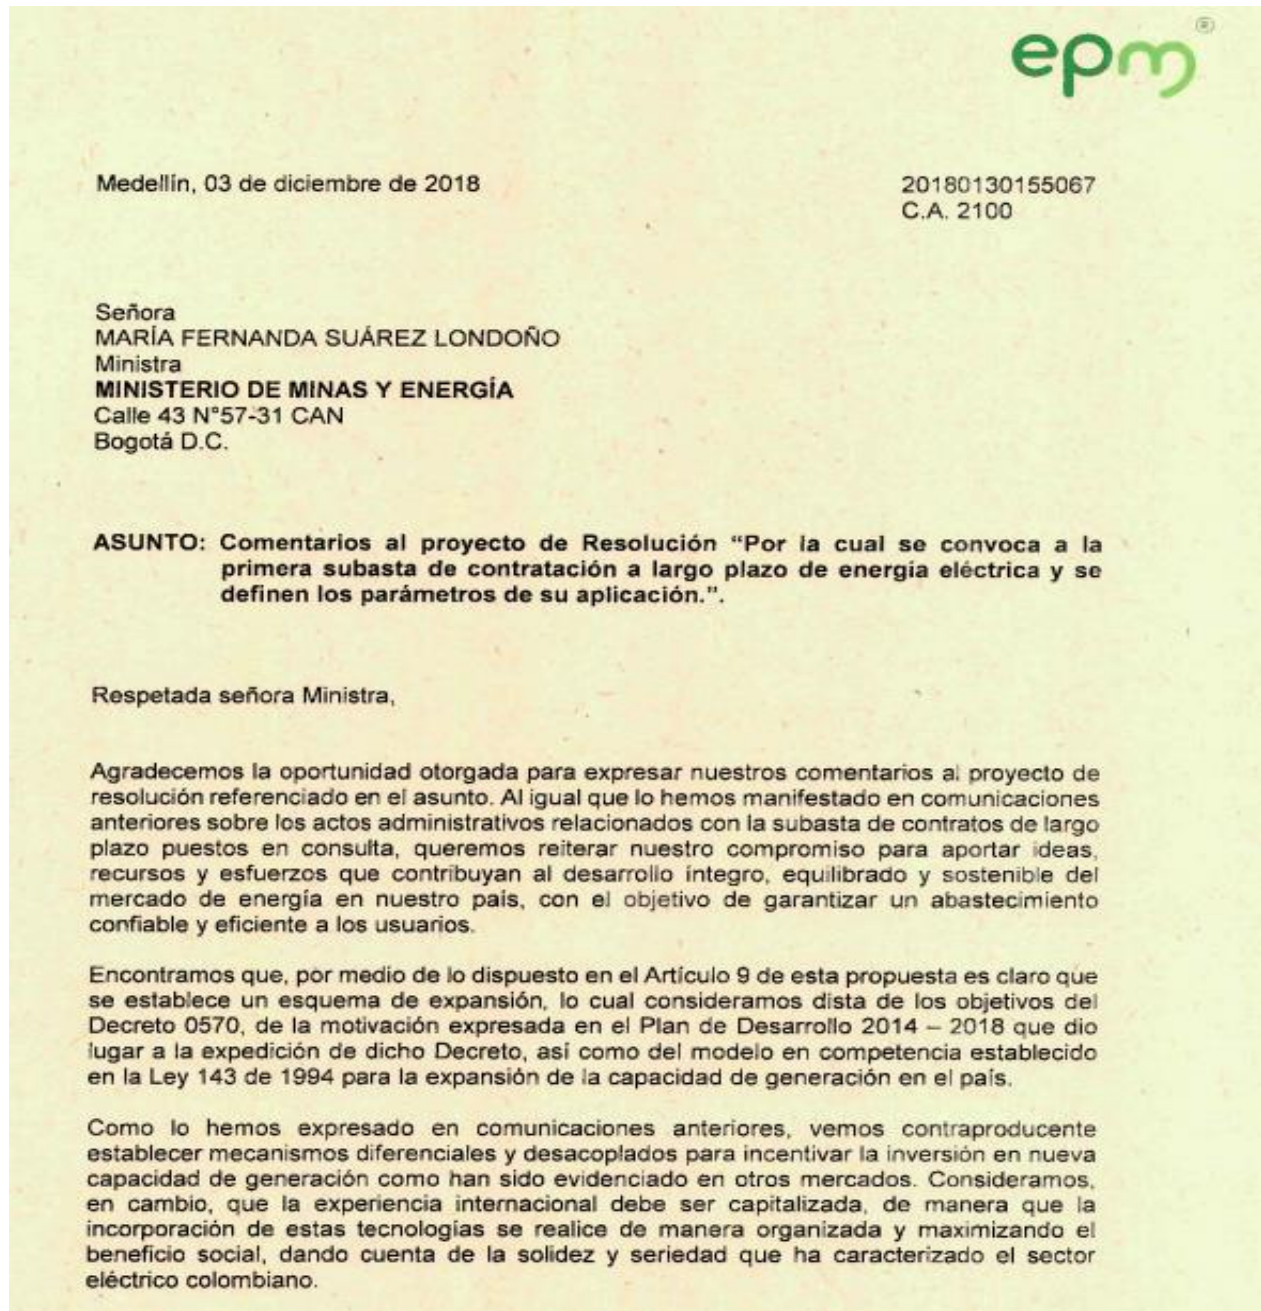 epm®
Medellín, 03 de diciembre de 2018
20180130155067
C.A. 2100
Señora
MARÍA FERNANDA SUÁREZ LONDOÑO
Ministra
MINISTERIO DE MINAS Y ENERGÍA
Calle 43 N°57-31 CAN
Bogotá D.C.
ASUNTO: Comentarios al proyecto de Resolución “Por la cual se convoca a la
primera subasta de contratación a largo plazo de energía eléctrica y se
definen los parámetros de su aplicación.”.
Respetada señora Ministra,
Agradecemos la oportunidad otorgada para expresar nuestros comentarios al proyecto de
resolución referenciado en el asunto. Al igual que lo hemos manifestado en comunicaciones
anteriores sobre los actos administrativos relacionados con la subasta de contratos de largo
plazo puestos en consulta, queremos reiterar nuestro compromiso para aportar ideas,
recursos y esfuerzos que contribuyan al desarrollo íntegro, equilibrado y sostenible del
mercado de energía en nuestro país, con el objetivo de garantizar un abastecimiento
confiable y eficiente a los usuarios.
Encontramos que, por medio de lo dispuesto en el Artículo 9 de esta propuesta es claro que
se establece un esquema de expansión, lo cual consideramos dista de los objetivos del
Decreto 0570, de la motivación expresada en el Plan de Desarrollo 2014 – 2018 que dio
lugar a la expedición de dicho Decreto, así como del modelo en competencia establecido
en la Ley 143 de 1994 para la expansión de la capacidad de generación en el país.
Como lo hemos expresado en comunicaciones anteriores, vemos contraproducente
establecer mecanismos diferenciales y desacoplados para incentivar la inversión en nueva
capacidad de generación como han sido evidenciado en otros mercados. Consideramos,
en cambio, que la experiencia internacional debe ser capitalizada, de manera que la
incorporación de estas tecnologías se realice de manera organizada y maximizando el
beneficio social, dando cuenta de la solidez y seriedad que ha caracterizado el sector
eléctrico colombiano.